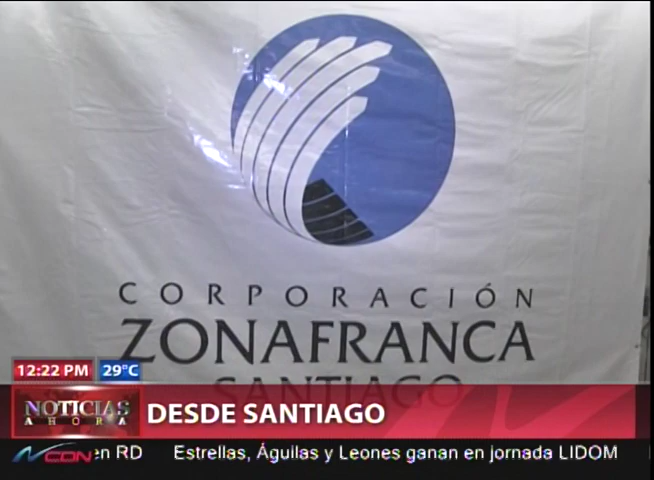 CORPORACIÓN
ZONAFRANCA
SANTIAGO
12:22 PM 29°C
NOTICIAS
AHORA
DESDE SANTIAGO
CDN en RD Estrellas, Águilas y Leones ganan en jornada LIDOM